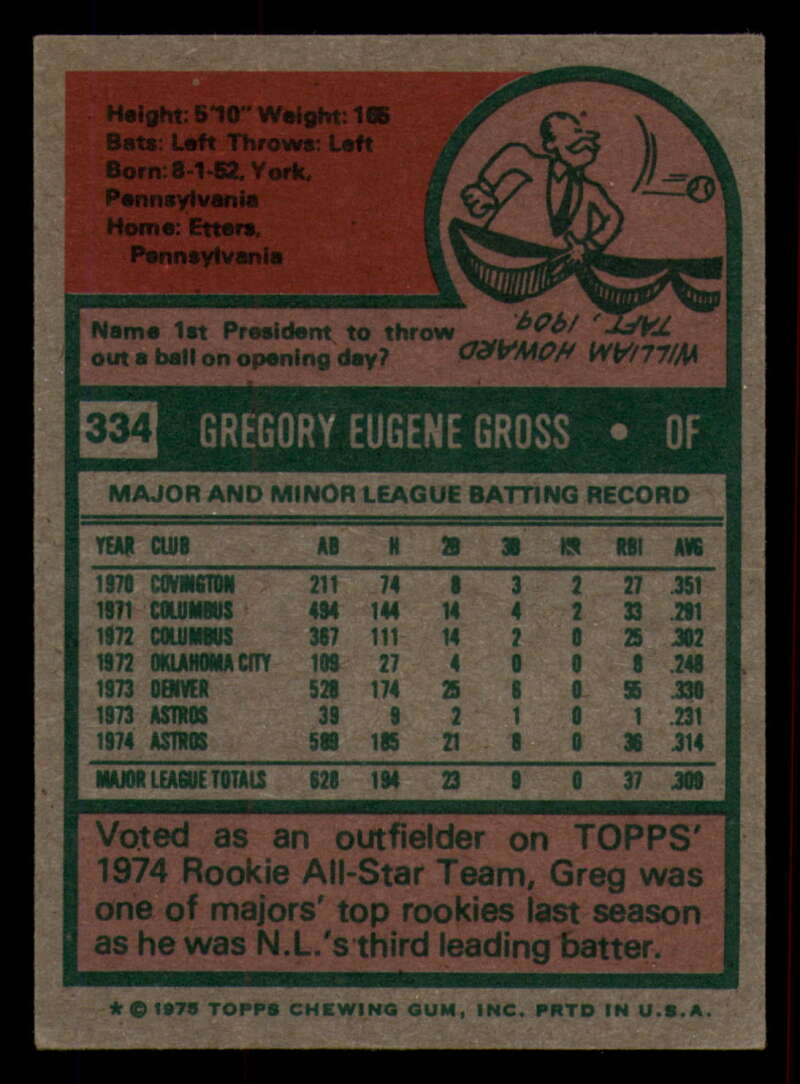 Height: 5'10" Weight: 165
Bats: Left Throws: Left
Born: 8-1-52, York,
Pennsylvania
Home: Etters,
Pennsylvania
Name 1st President to throw
out a ball on opening day?
WILLIAM HOWARD
TAFT, 1909.
334 GREGORY EUGENE GROSS • OF
MAJOR AND MINOR LEAGUE BATTING RECORD
YEAR CLUB AB H 2B 3B HR RBI AVG
1970 COVINGTON 211 74 8 3 2 27 .351
1971 COLUMBUS 494 144 14 4 2 33 .291
1972 COLUMBUS 367 111 14 2 0 25 .302
1972 OKLAHOMA CITY 109 27 4 0 0 8 .248
1973 DENVER 528 174 25 6 0 55 .330
1973 ASTROS 39 9 2 1 0 1 .231
1974 ASTROS 589 185 21 8 0 36 .314
MAJOR LEAGUE TOTALS 628 194 23 9 0 37 .309
Voted as an outfielder on TOPPS'
1974 Rookie All-Star Team, Greg was
one of majors' top rookies last season
as he was N.L.'s third leading batter.
* © 1975 TOPPS CHEWING GUM, INC. PRTD IN U.S.A.